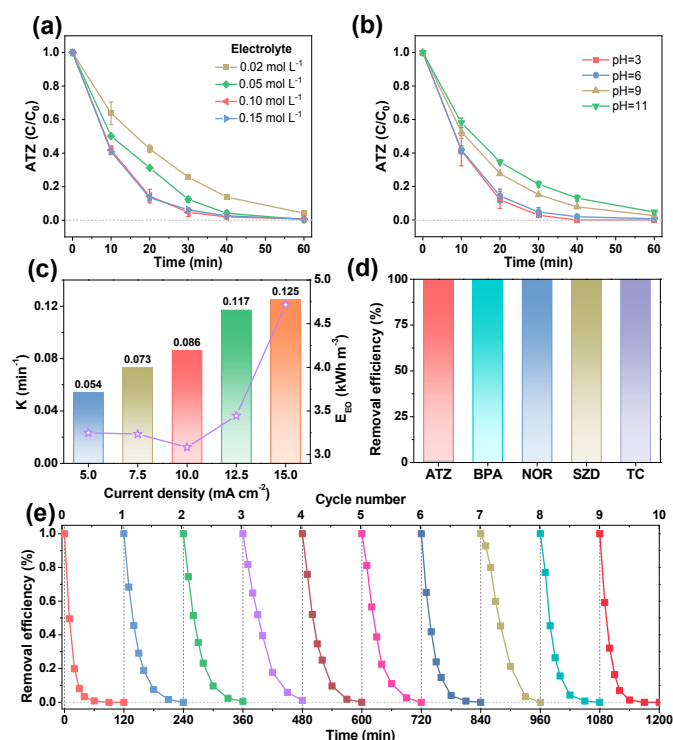 (a)
Electrolyte
0.02 mol L⁻¹
0.05 mol L⁻¹
0.10 mol L⁻¹
0.15 mol L⁻¹
1.0
0.8
0.6
0.4
0.2
0.0
ATZ (C/C₀)
0 10 20 30 40 50 60
Time (min)
(b)
pH=3
pH=6
pH=9
pH=11
1.0
0.8
0.6
0.4
0.2
0.0
ATZ (C/C₀)
0 10 20 30 40 50 60
Time (min)
(c)
0.12
0.08
0.04
0.00
K (min⁻¹)
0.054
0.073
0.086
0.117
0.125
5.0
4.5
4.0
3.5
3.0
E_EO (kWh m⁻³)
5.0 7.5 10.0 12.5 15.0
Current density (mA cm⁻²)
(d)
100
75
50
25
0
Removal efficiency (%)
ATZ BPA NOR SZD TC
(e)
Cycle number
0 1 2 3 4 5 6 7 8 9 10
1.0
0.8
0.6
0.4
0.2
0.0
Removal efficiency (%)
0 120 240 360 480 600 720 840 960 1080 1200
Time (min)